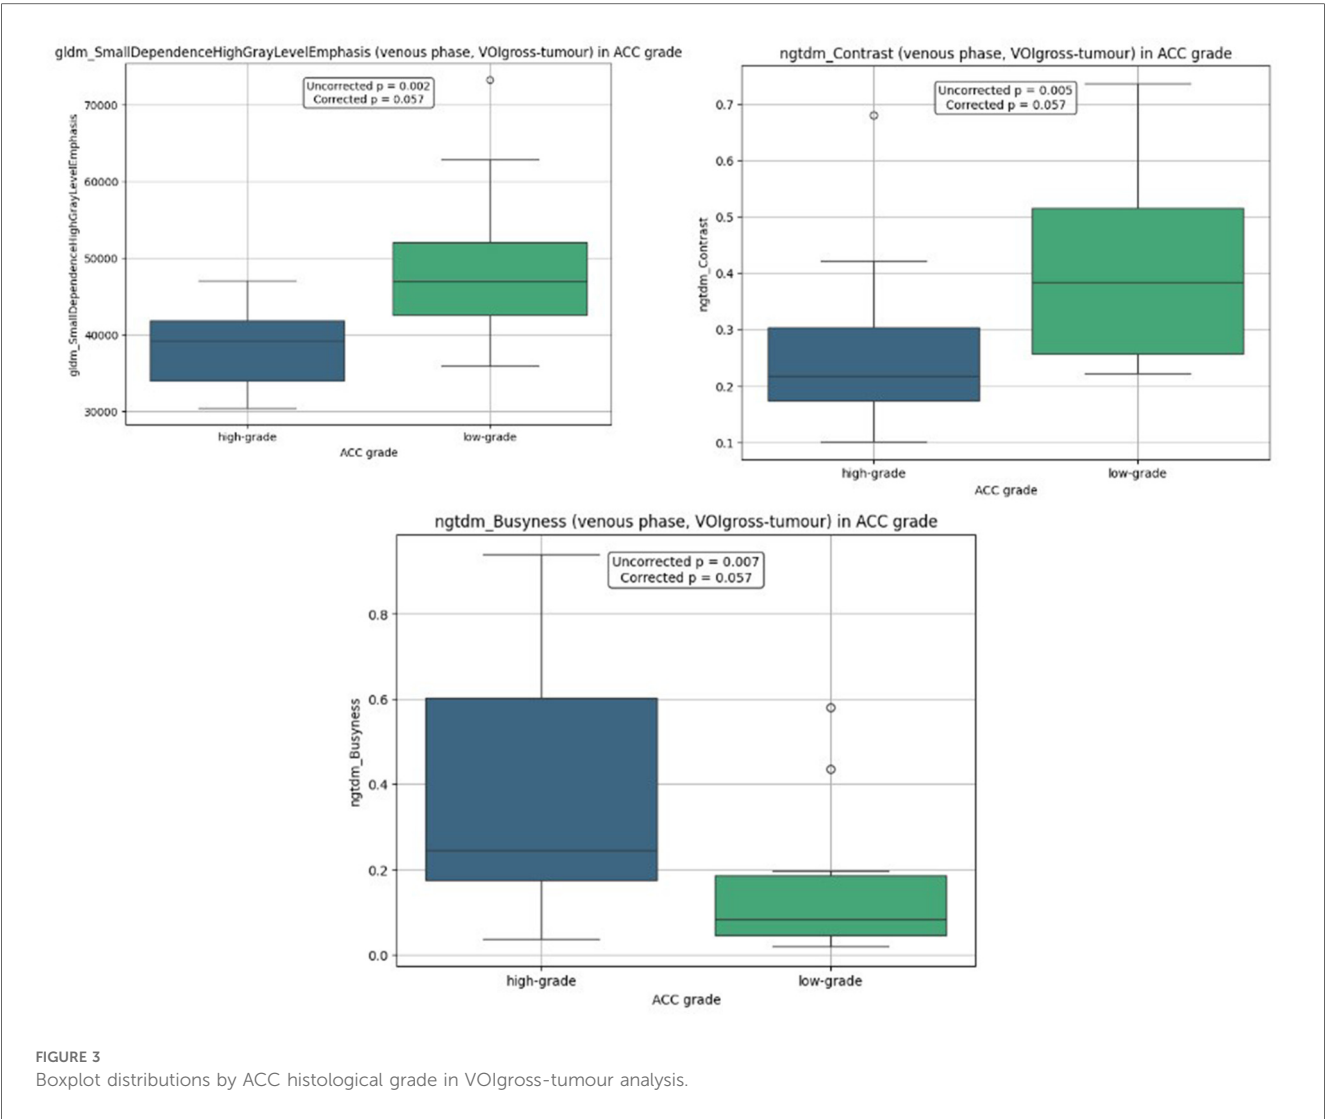 gldm_SmallDependenceHighGrayLevelEmphasis (venous phase, VOIgross-tumour) in ACC grade
Uncorrected p = 0.002
Corrected p = 0.057
gldm_SmallDependenceHighGrayLevelEmphasis
70000
60000
50000
40000
30000
high-grade
low-grade
ACC grade
ngtdm_Contrast (venous phase, VOIgross-tumour) in ACC grade
Uncorrected p = 0.005
Corrected p = 0.057
ngtdm_Contrast
0.7
0.6
0.5
0.4
0.3
0.2
0.1
high-grade
low-grade
ACC grade
ngtdm_Busyness (venous phase, VOIgross-tumour) in ACC grade
Uncorrected p = 0.007
Corrected p = 0.057
ngtdm_Busyness
0.8
0.6
0.4
0.2
0.0
high-grade
low-grade
ACC grade
FIGURE 3
Boxplot distributions by ACC histological grade in VOIgross-tumour analysis.